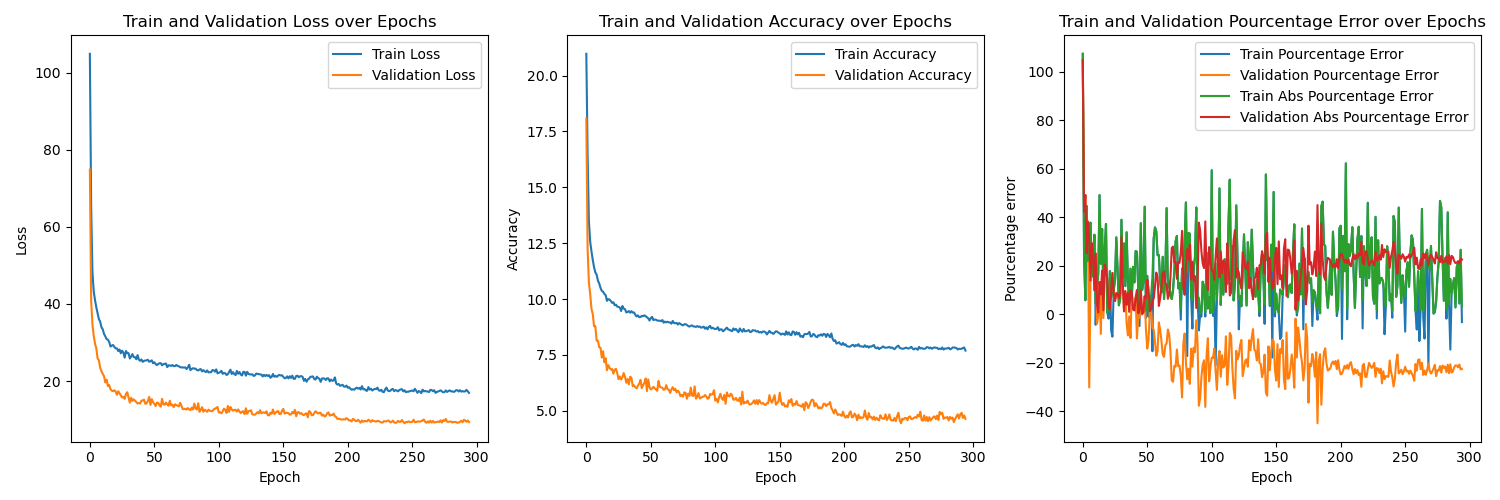 Train and Validation Loss over Epochs
Loss
100
80
60
40
20
0
50
100
150
200
250
300
Epoch
Train Loss
Validation Loss
Train and Validation Accuracy over Epochs
Accuracy
20.0
17.5
15.0
12.5
10.0
7.5
5.0
0
50
100
150
200
250
300
Epoch
Train Accuracy
Validation Accuracy
Train and Validation Pourcentage Error over Epochs
Pourcentage error
100
80
60
40
20
0
−20
−40
0
50
100
150
200
250
300
Epoch
Train Pourcentage Error
Validation Pourcentage Error
Train Abs Pourcentage Error
Validation Abs Pourcentage Error